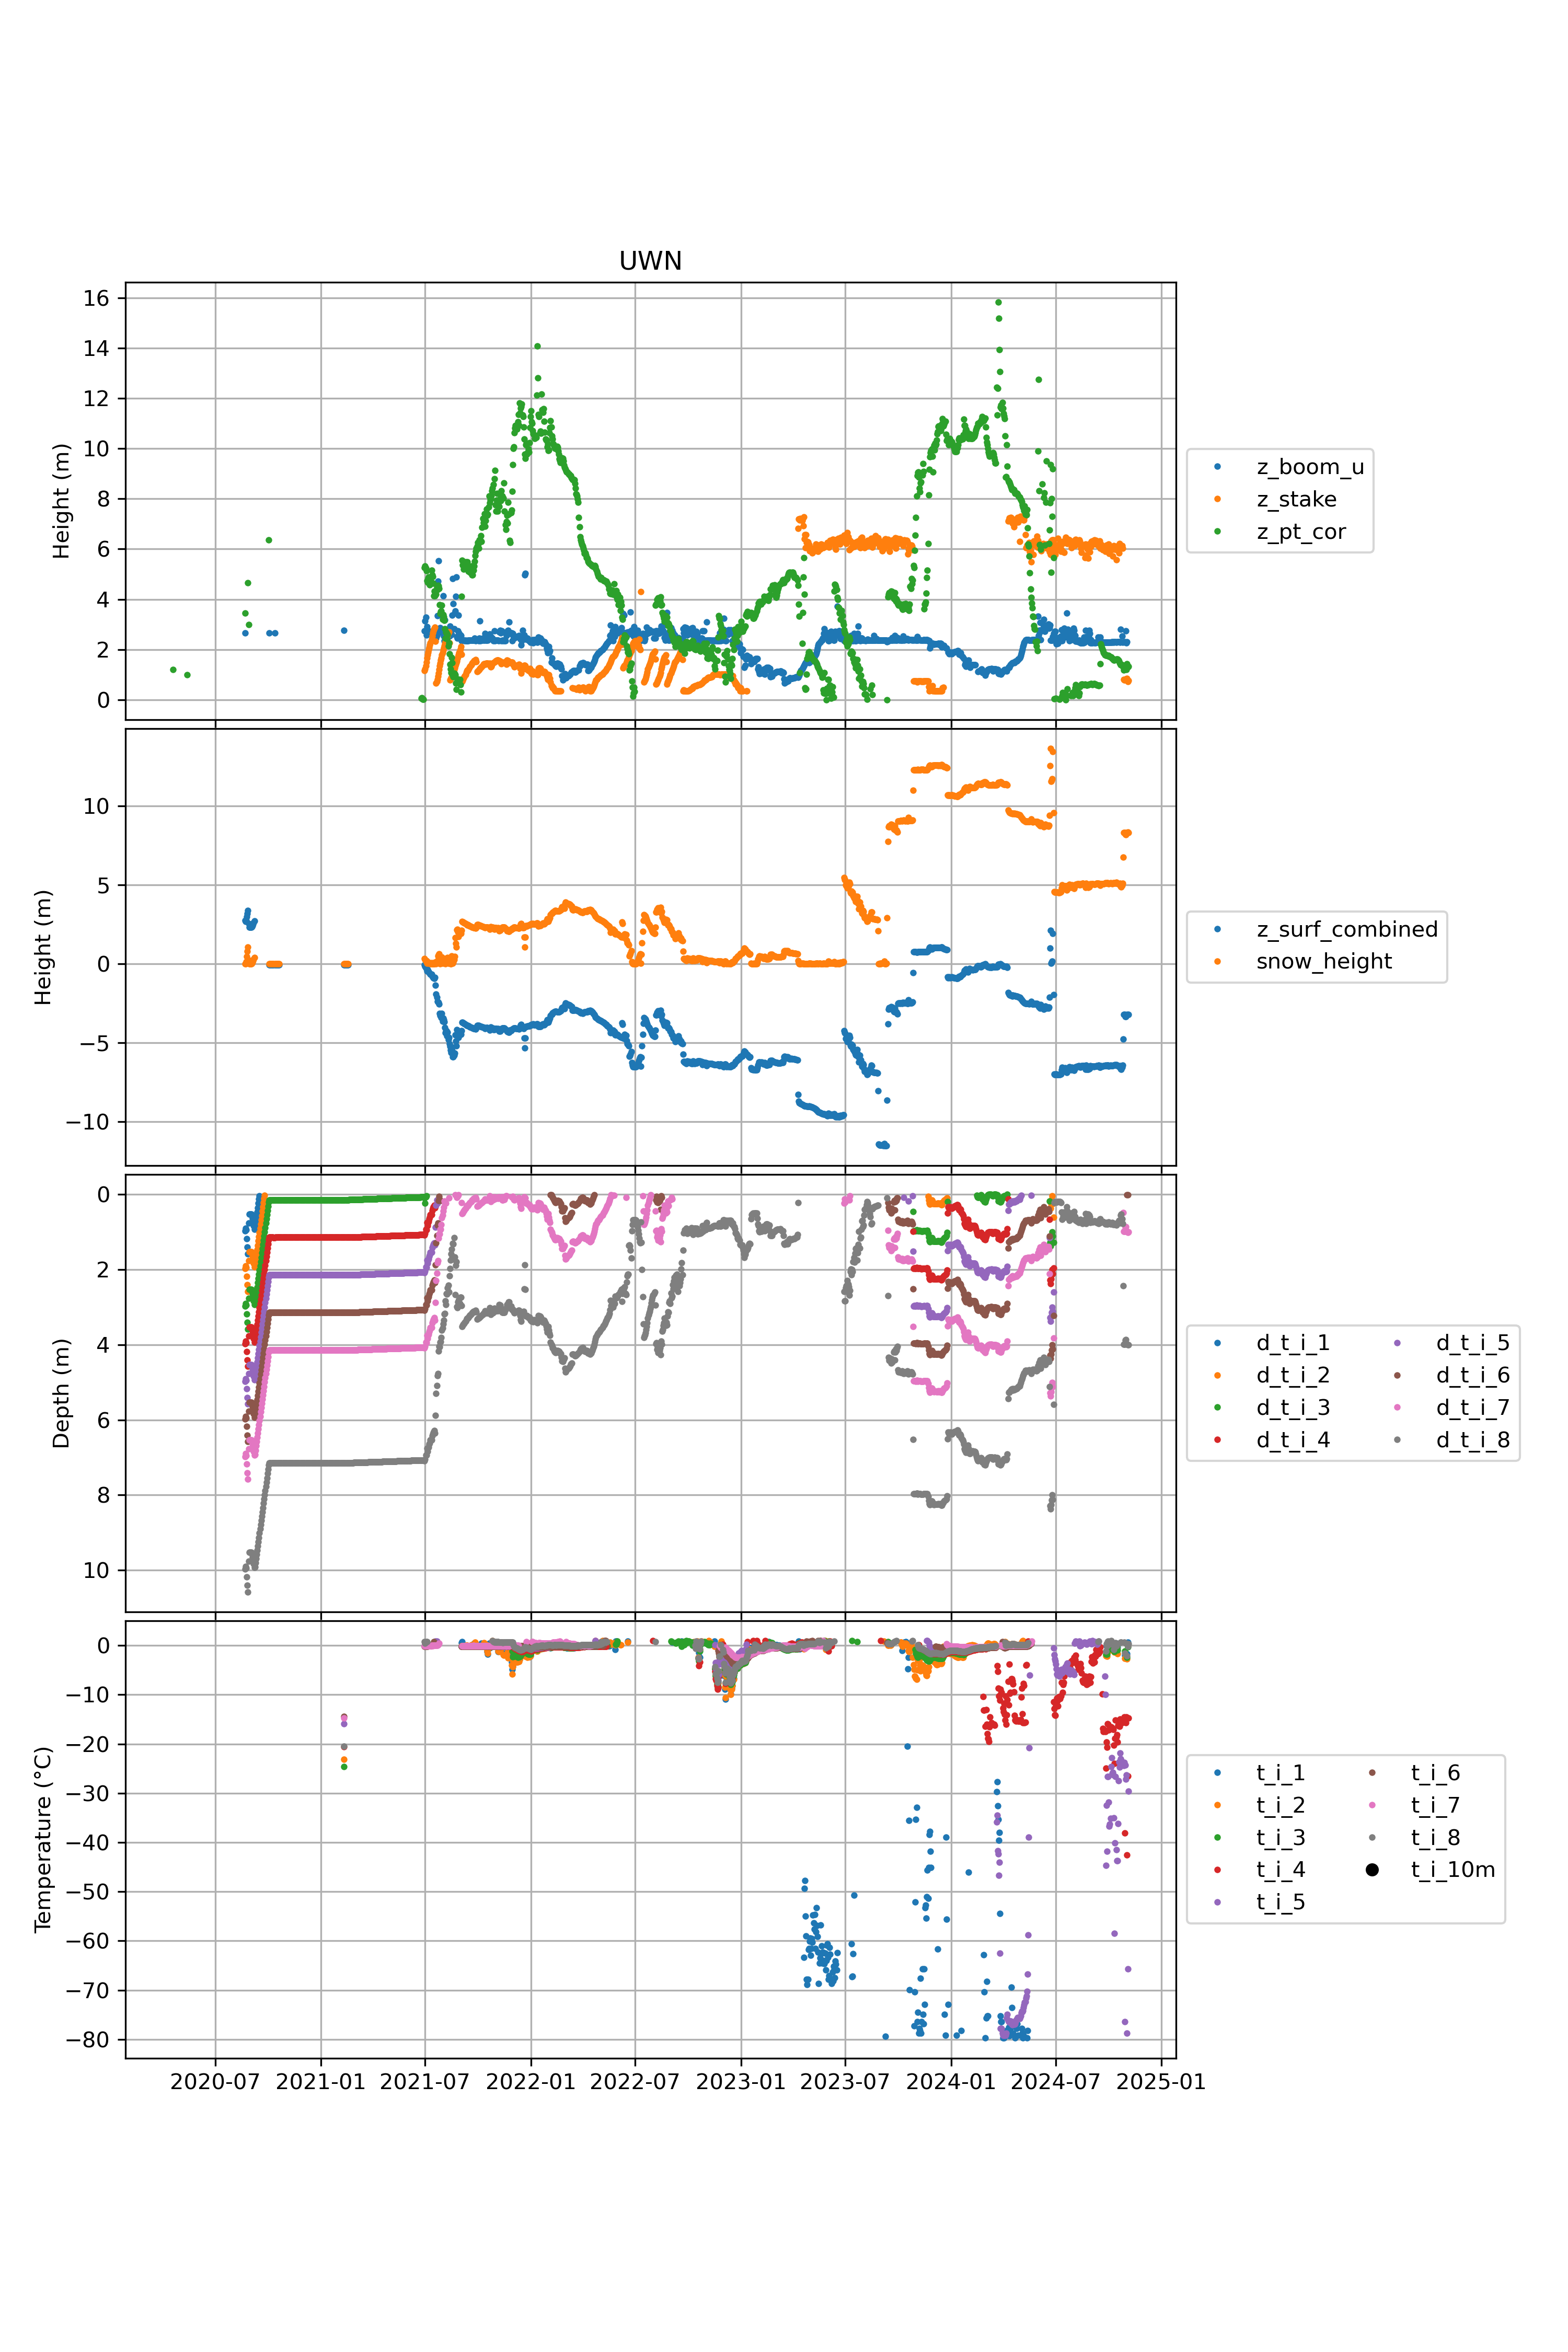 UWN
16
14
12
10
8
6
4
2
0
Height (m)
z_boom_u
z_stake
z_pt_cor
10
5
0
−5
−10
Height (m)
z_surf_combined
snow_height
0
2
4
6
8
10
Depth (m)
d_t_i_1 d_t_i_5
d_t_i_2 d_t_i_6
d_t_i_3 d_t_i_7
d_t_i_4 d_t_i_8
0
−10
−20
−30
−40
−50
−60
−70
−80
Temperature (°C)
t_i_1 t_i_6
t_i_2 t_i_7
t_i_3 t_i_8
t_i_4 t_i_10m
t_i_5
2020-07 2021-01 2021-07 2022-01 2022-07 2023-01 2023-07 2024-01 2024-07 2025-01